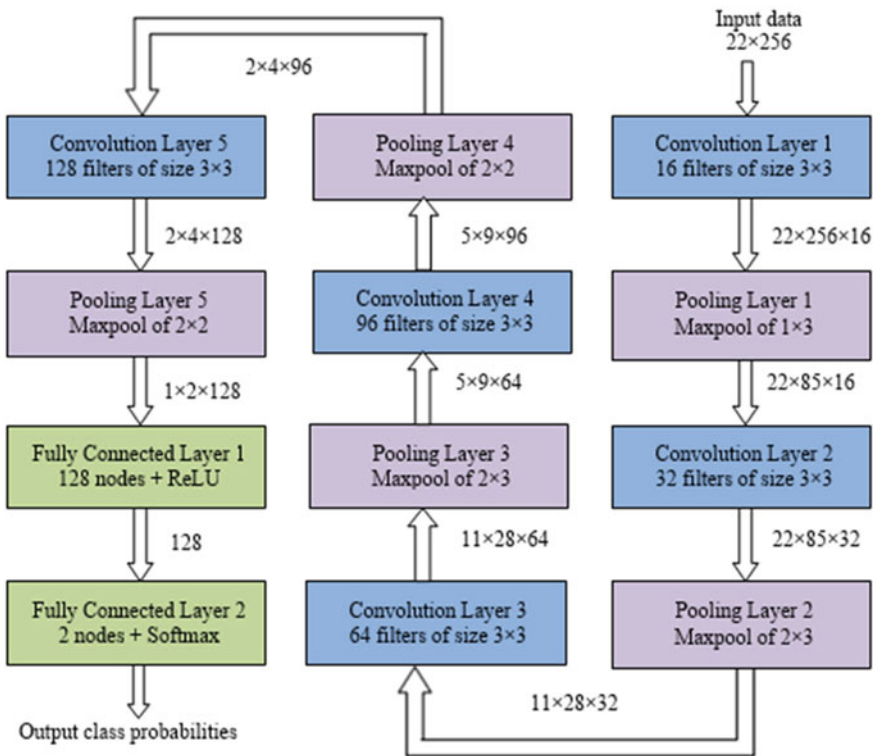 Input data
22×256
Convolution Layer 1
16 filters of size 3×3
22×256×16
Pooling Layer 1
Maxpool of 1×3
22×85×16
Convolution Layer 2
32 filters of size 3×3
22×85×32
Pooling Layer 2
Maxpool of 2×3
11×28×32
Convolution Layer 3
64 filters of size 3×3
11×28×64
Pooling Layer 3
Maxpool of 2×3
5×9×64
Convolution Layer 4
96 filters of size 3×3
5×9×96
Pooling Layer 4
Maxpool of 2×2
2×4×96
Convolution Layer 5
128 filters of size 3×3
2×4×128
Pooling Layer 5
Maxpool of 2×2
1×2×128
Fully Connected Layer 1
128 nodes + ReLU
128
Fully Connected Layer 2
2 nodes + Softmax
Output class probabilities